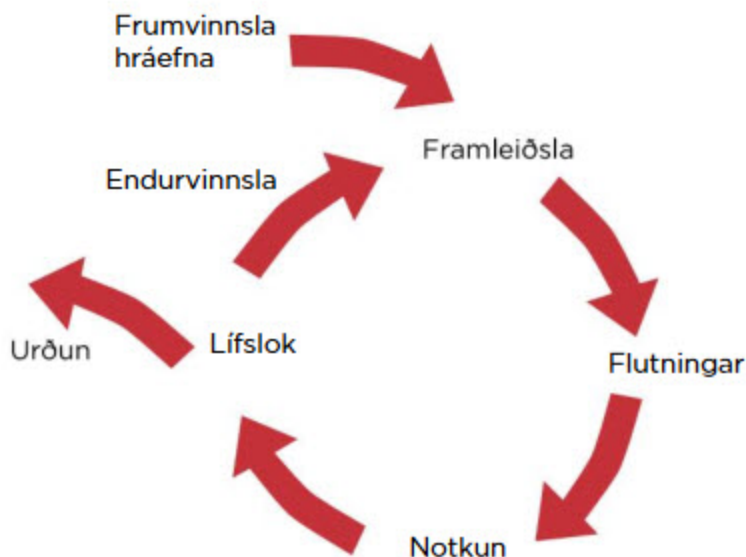 Frumvinnsla
hráefna
Framleiðsla
Endurvinnsla
Urðun
Lífslok
Flutningar
Notkun